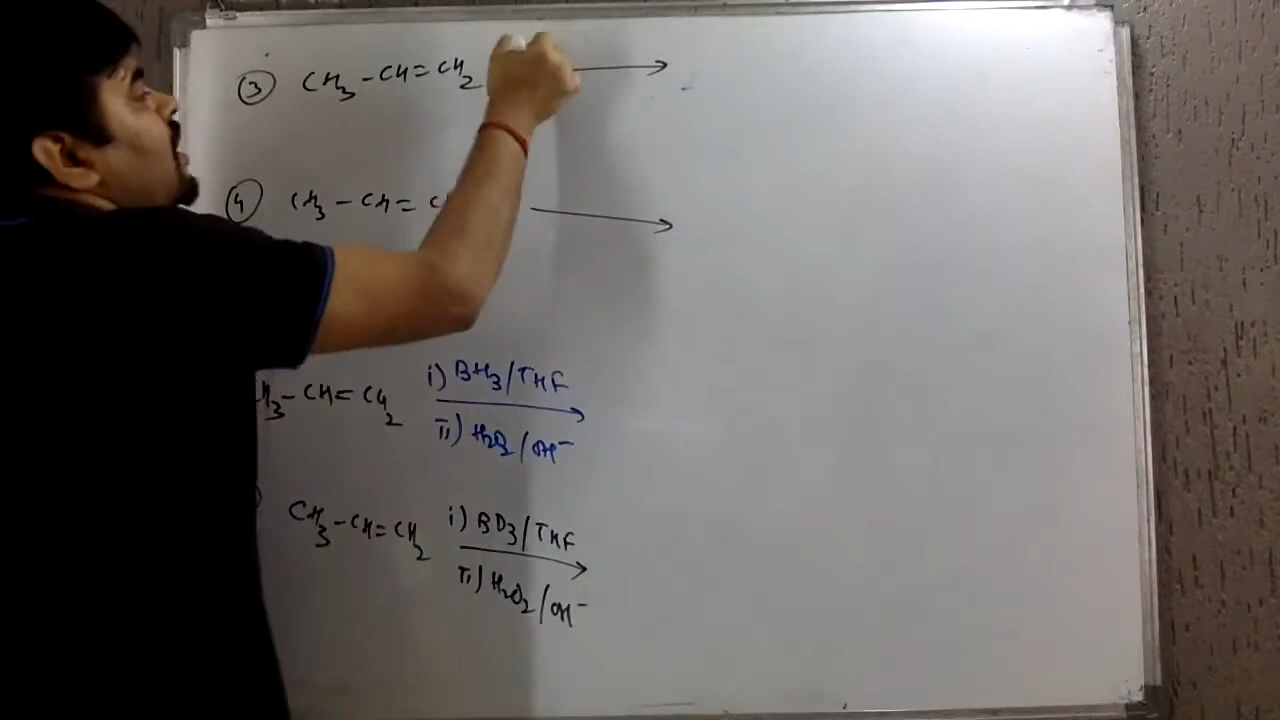 ③ CH₃-CH=CH₂
④ CH₃-CH=
i) BH₃/THF
H₃-CH=CH₂
ii) H₂O₂/OH⁻
i) BD₃/THF
CH₃-CH=CH₂
ii) H₂O₂/OH⁻